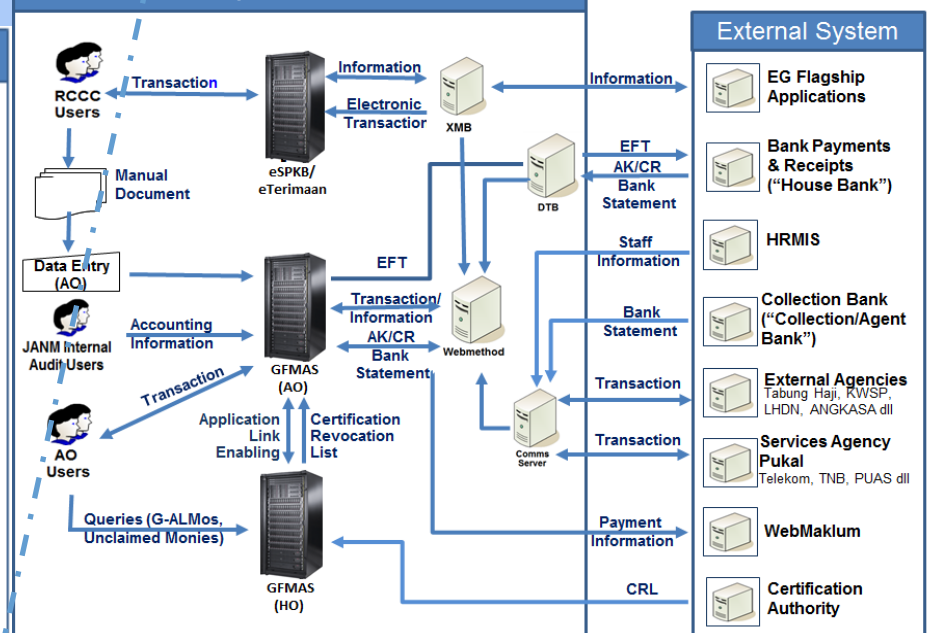 External System
RCCC
Users
Transaction
Information
Electronic
Transaction
eSPKB/
eTerimaan
XMB
Information
EG Flagship
Applications
Manual
Document
DTB
EFT
AK/CR
Bank
Statement
Bank Payments
& Receipts
(“House Bank”)
Data Entry
(AO)
EFT
Staff
Information
HRMIS
JANM Internal
Audit Users
Accounting
Information
GFMAS
(AO)
Transaction/
Information
AK/CR
Bank
Statement
Webmethod
Bank
Statement
Collection Bank
(“Collection/Agent
Bank”)
Transaction
External Agencies
Tabung Haji, KWSP,
LHDN, ANGKASA dll
Transaction
AO
Users
Application
Link
Enabling
Certification
Revocation
List
Comms
Server
Transaction
Services Agency
Pukal
Telekom, TNB, PUAS dll
Queries (G-ALMos,
Unclaimed Monies)
GFMAS
(HO)
Payment
Information
WebMaklum
CRL
Certification
Authority